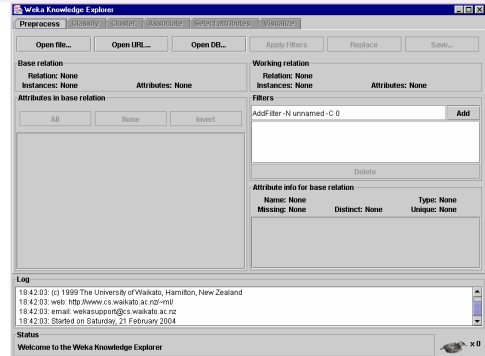 Weka Knowledge Explorer
Preprocess Classify Cluster Associate Select attributes Visualize
Open file... Open URL... Open DB... Apply Filters Replace Save...
Base relation
Relation: None
Instances: None Attributes: None
Working relation
Relation: None
Instances: None Attributes: None
Attributes in base relation
All None Invert
Filters
AddFilter -N unnamed -C 0 Add
Delete
Attribute info for base relation
Name: None Type: None
Missing: None Distinct: None Unique: None
Log
18:42:03: (c) 1999 The University of Waikato, Hamilton, New Zealand
18:42:03: web: http://www.cs.waikato.ac.nz/~ml/
18:42:03: email: wekasupport@cs.waikato.ac.nz
18:42:03: Started on Saturday, 21 February 2004
Status
Welcome to the Weka Knowledge Explorer
x 0